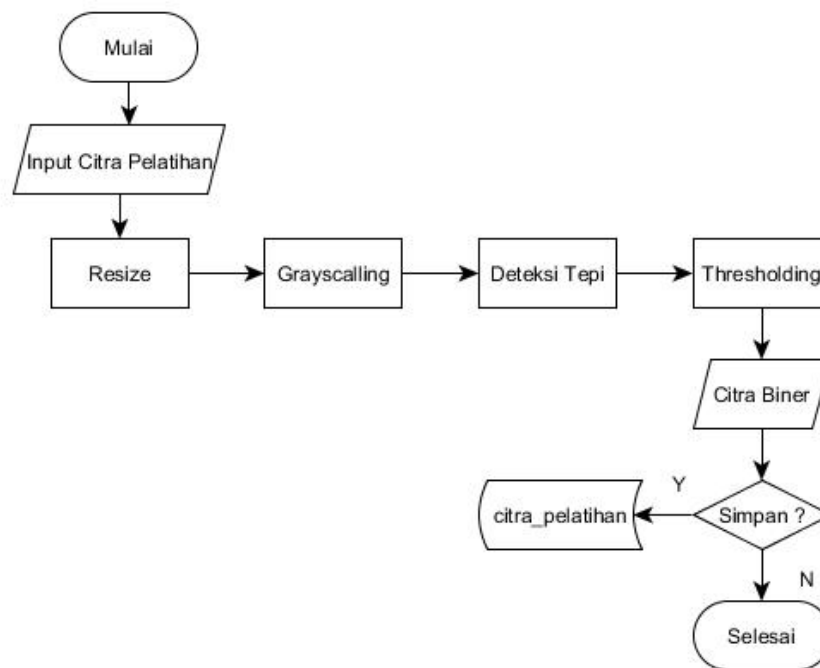 Mulai
Input Citra Pelatihan
Resize
Grayscalling
Deteksi Tepi
Thresholding
Citra Biner
Simpan ?
Y
citra_pelatihan
N
Selesai